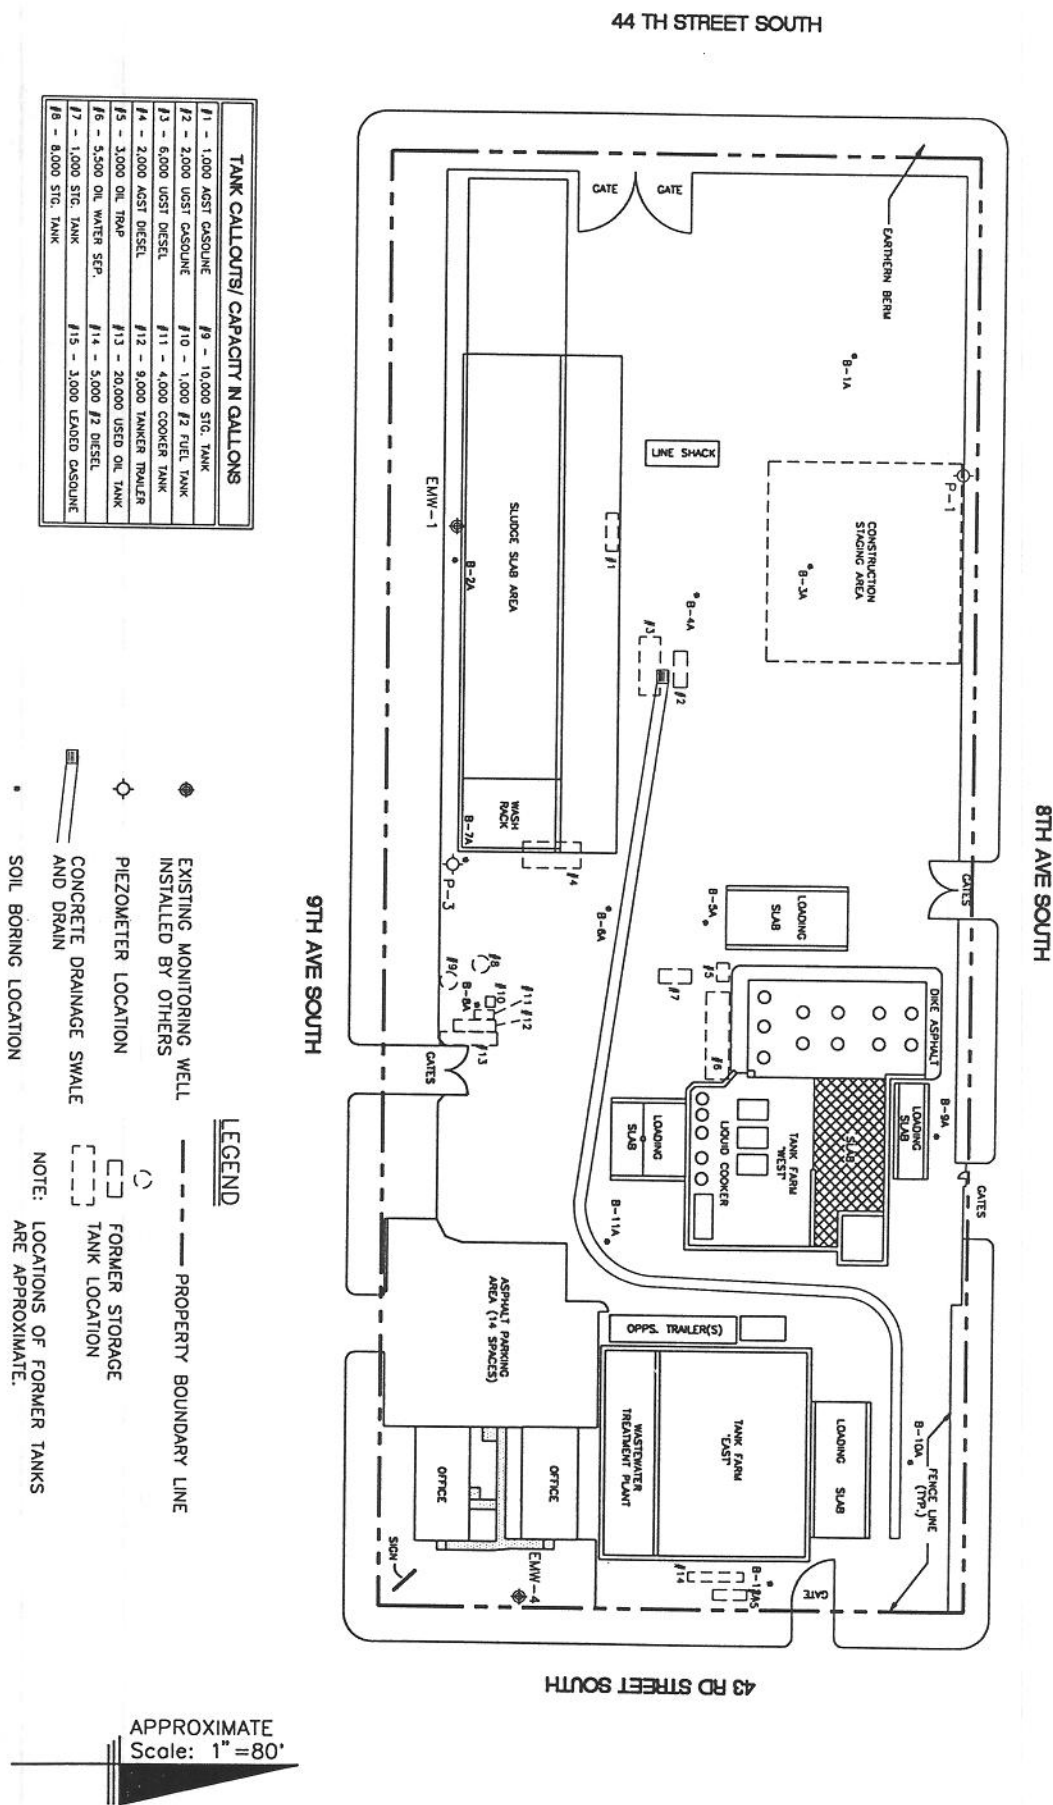 44 TH STREET SOUTH
8TH AVE SOUTH
9TH AVE SOUTH
43 RD STREET SOUTH
EARTHERN BERM
GATE
GATE
B-1A
LINE SHACK
P-1
CONSTRUCTION
STAGING AREA
B-3A
EMW-1
SLUDGE SLAB AREA
B-2A
#1
B-4A
#3
#2
WASH
RACK
B-7A
P-3
#4
GATES
LOADING
SLAB
B-5A
B-6A
#8
#9
B-8A
#10
#11
#12
#13
GATES
#5
#7
#6
DIKE ASPHALT
LOADING
SLAB
B-9A
GATES
SLAB
TANK FARM
"WEST"
LIQUID COOKER
LOADING
SLAB
B-11A
ASPHALT PARKING
AREA (14 SPACES)
OPPS. TRAILER(S)
TANK FARM
"EAST"
WASTEWATER
TREATMENT PLANT
LOADING SLAB
B-10A
FENCE LINE
(TYP.)
OFFICE
OFFICE
SIGN
EMW-4
#14
GATE
TANK CALLOUTS/ CAPACITY IN GALLONS
#1 - 1,000 AGST GASOLINE #9 - 10,000 STG. TANK
#2 - 2,000 UGST GASOLINE #10 - 1,000 #2 FUEL TANK
#3 - 6,000 UGST DIESEL #11 - 4,000 COOKER TANK
#4 - 2,000 AGST DIESEL #12 - 9,000 TANKER TRAILER
#5 - 3,000 OIL TRAP #13 - 20,000 USED OIL TANK
#6 - 5,500 OIL WATER SEP. #14 - 5,000 #2 DIESEL
#7 - 1,000 STG. TANK #15 - 3,000 LEADED GASOLINE
#8 - 8,000 STG. TANK
LEGEND
EXISTING MONITORING WELL
INSTALLED BY OTHERS
PIEZOMETER LOCATION
CONCRETE DRAINAGE SWALE
AND DRAIN
SOIL BORING LOCATION
PROPERTY BOUNDARY LINE
FORMER STORAGE
TANK LOCATION
NOTE: LOCATIONS OF FORMER TANKS
ARE APPROXIMATE.
APPROXIMATE
Scale: 1"=80'